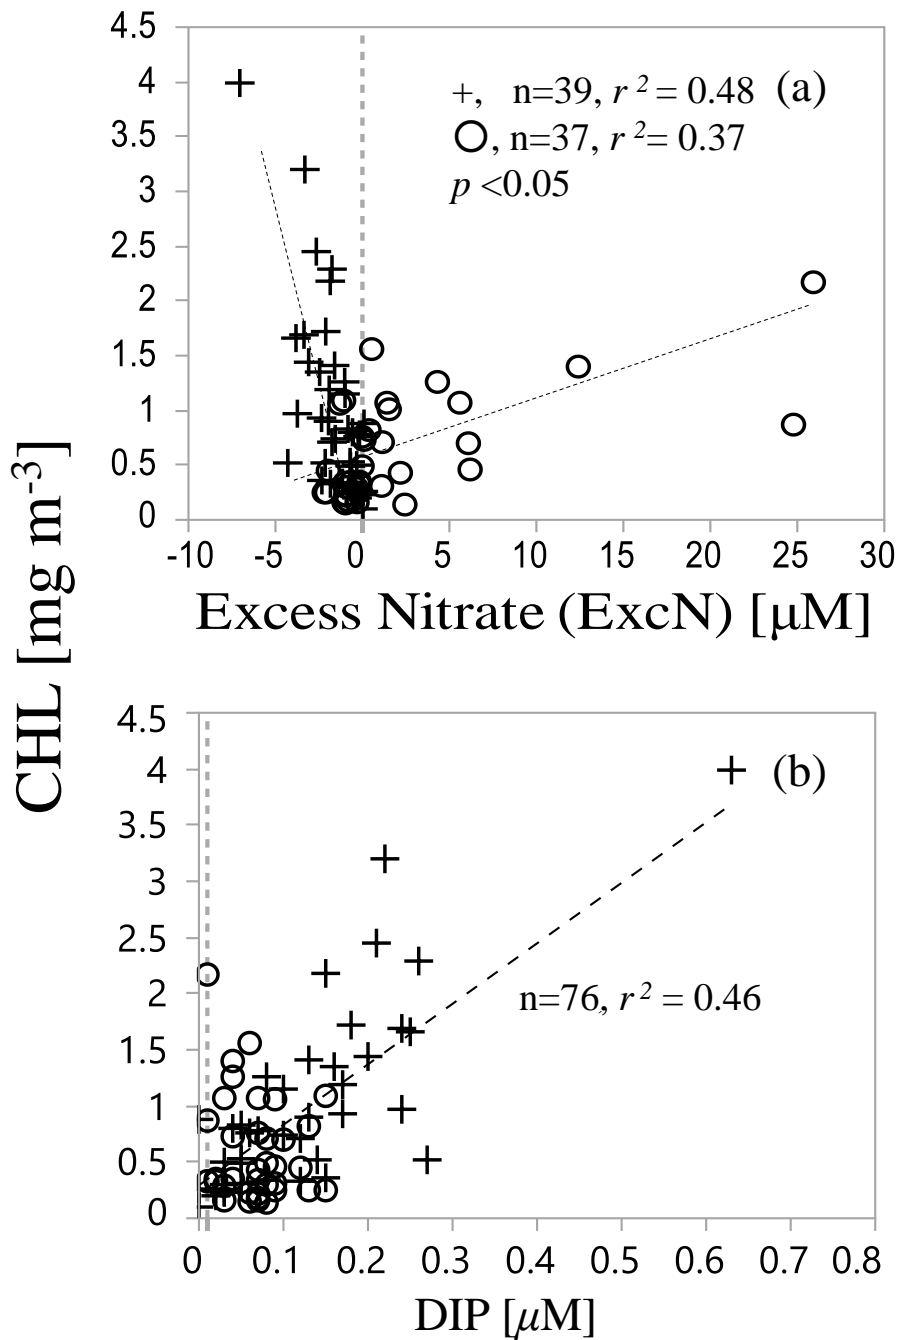 4.5
4
3.5
3
2.5
2
1.5
1
0.5
0
+, n=39, r² = 0.48 (a)
○, n=37, r²= 0.37
p <0.05
-10 -5 0 5 10 15 20 25 30
Excess Nitrate (ExcN) [μM]
CHL [mg m⁻³]
4.5
4
3.5
3
2.5
2
1.5
1
0.5
0
(b)
n=76, r² = 0.46
0 0.1 0.2 0.3 0.4 0.5 0.6 0.7 0.8
DIP [μM]